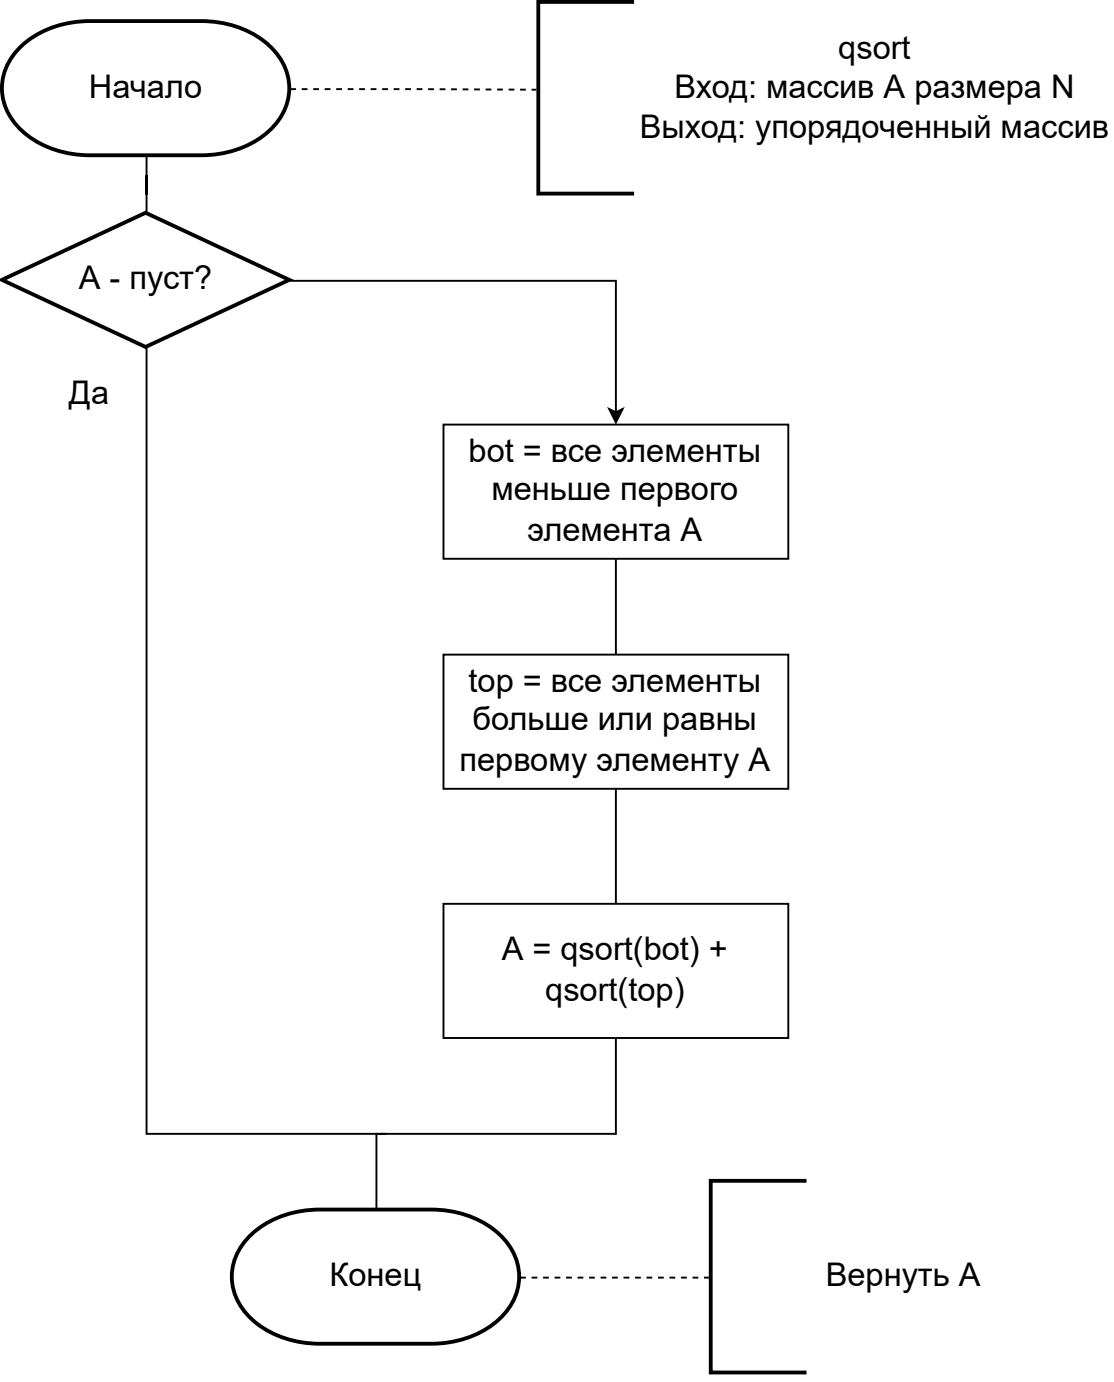 Начало
qsort
Вход: массив А размера N
Выход: упорядоченный массив
А - пуст?
Да
bot = все элементы
меньше первого
элемента А
top = все элементы
больше или равны
первому элементу А
A = qsort(bot) +
qsort(top)
Конец
Вернуть А